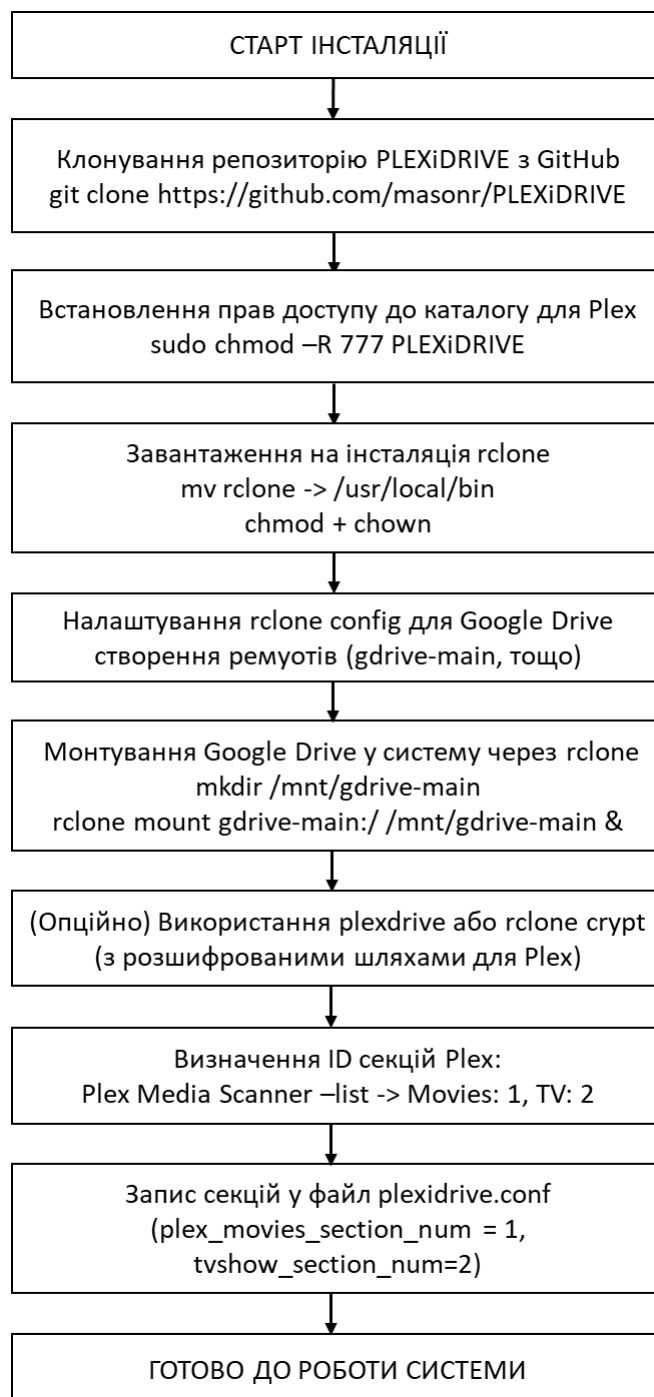 СТАРТ ІНСТАЛЯЦІЇ
Клонування репозиторію PLEXiDRIVE з GitHub
git clone https://github.com/masonr/PLEXiDRIVE
Встановлення прав доступу до каталогу для Plex
sudo chmod –R 777 PLEXiDRIVE
Завантаження на інсталяція rclone
mv rclone -> /usr/local/bin
chmod + chown
Налаштування rclone config для Google Drive
створення ремуотів (gdrive-main, тощо)
Монтування Google Drive у систему через rclone
mkdir /mnt/gdrive-main
rclone mount gdrive-main:/ /mnt/gdrive-main &
(Опційно) Використання plexdrive або rclone crypt
(з розшифрованими шляхами для Plex)
Визначення ID секцій Plex:
Plex Media Scanner –list -> Movies: 1, TV: 2
Запис секцій у файл plexidrive.conf
(plex_movies_section_num = 1,
tvshow_section_num=2)
ГОТОВО ДО РОБОТИ СИСТЕМИ